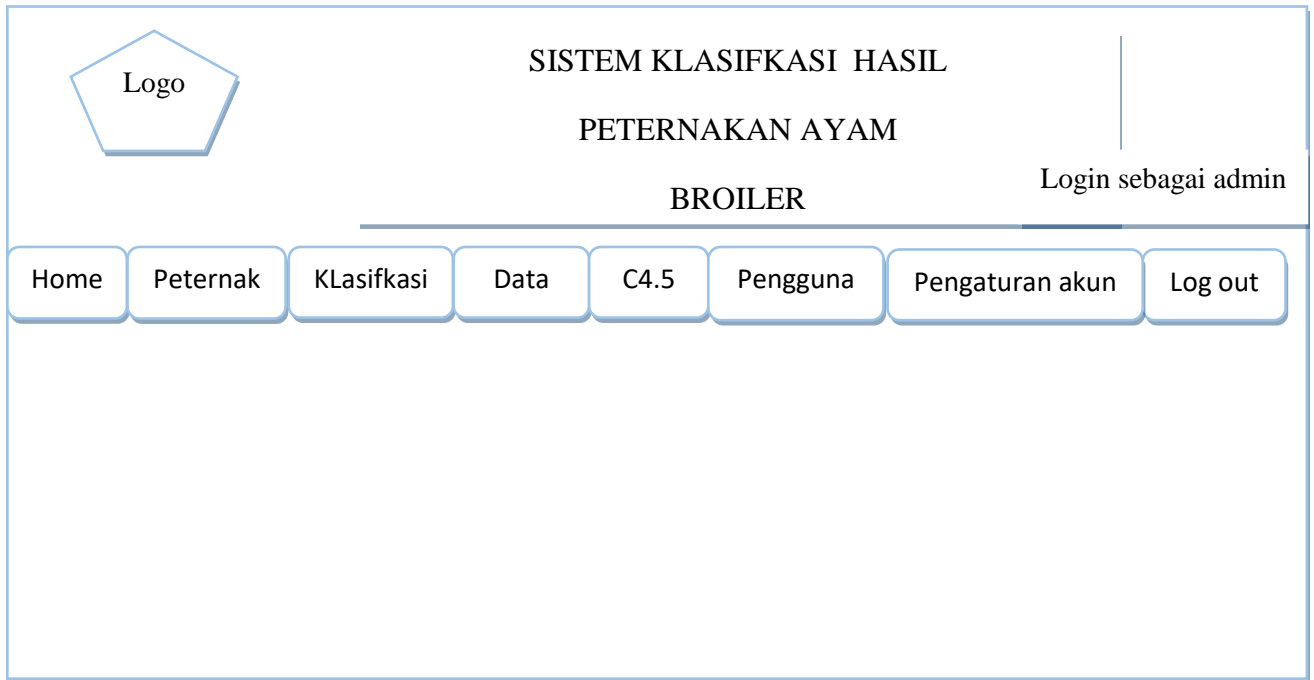 Logo
SISTEM KLASIFKASI HASIL
PETERNAKAN AYAM
BROILER
Login sebagai admin
Home
Peternak
KLasifkasi
Data
C4.5
Pengguna
Pengaturan akun
Log out